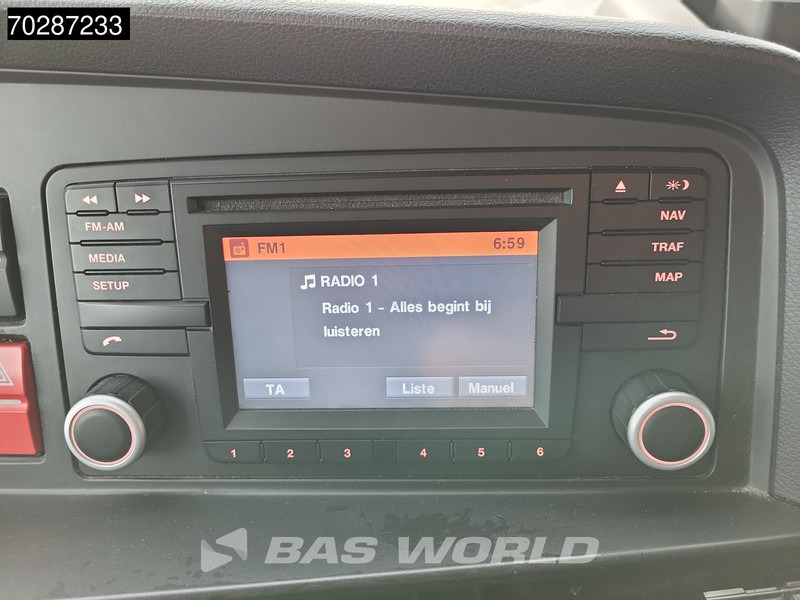 70287233
FM-AM
MEDIA
SETUP
NAV
TRAF
MAP
FM1 6:59
RADIO 1
Radio 1 - Alles begint bij
luisteren
TA Liste Manuel
1 2 3 4 5 6
BAS WORLD